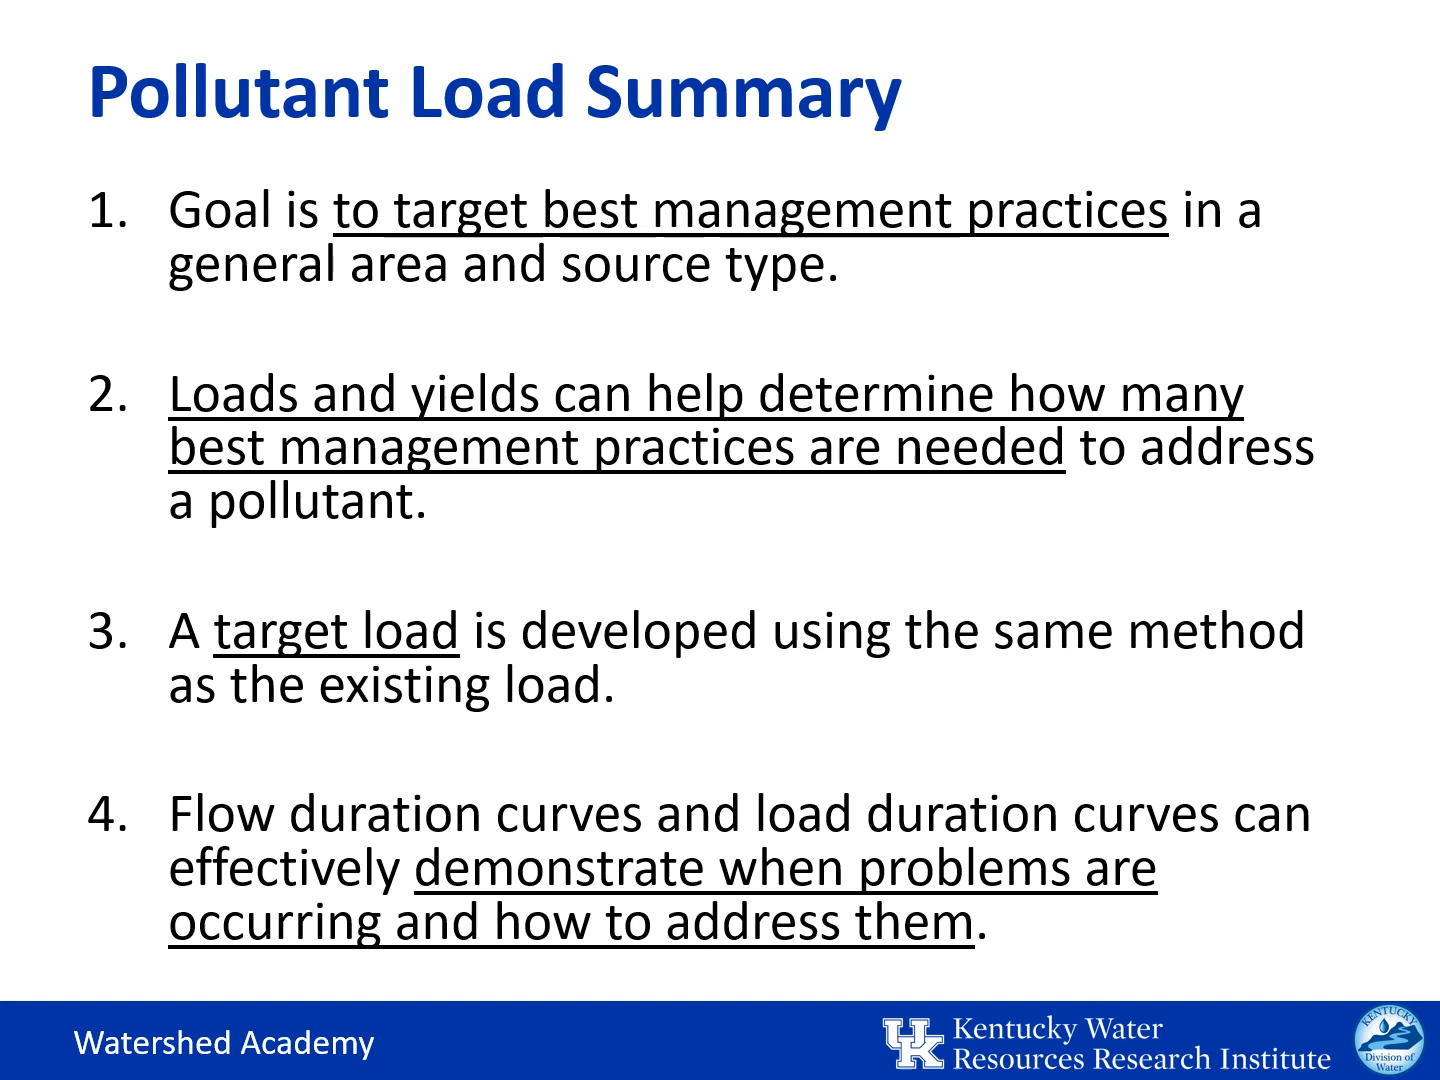 Pollutant Load Summary
1. Goal is to target best management practices in a
general area and source type.
2. Loads and yields can help determine how many
best management practices are needed to address
a pollutant.
3. A target load is developed using the same method
as the existing load.
4. Flow duration curves and load duration curves can
effectively demonstrate when problems are
occurring and how to address them.
Watershed Academy
UK
Kentucky Water
Resources Research Institute
KENTUCKY
Division of
Water